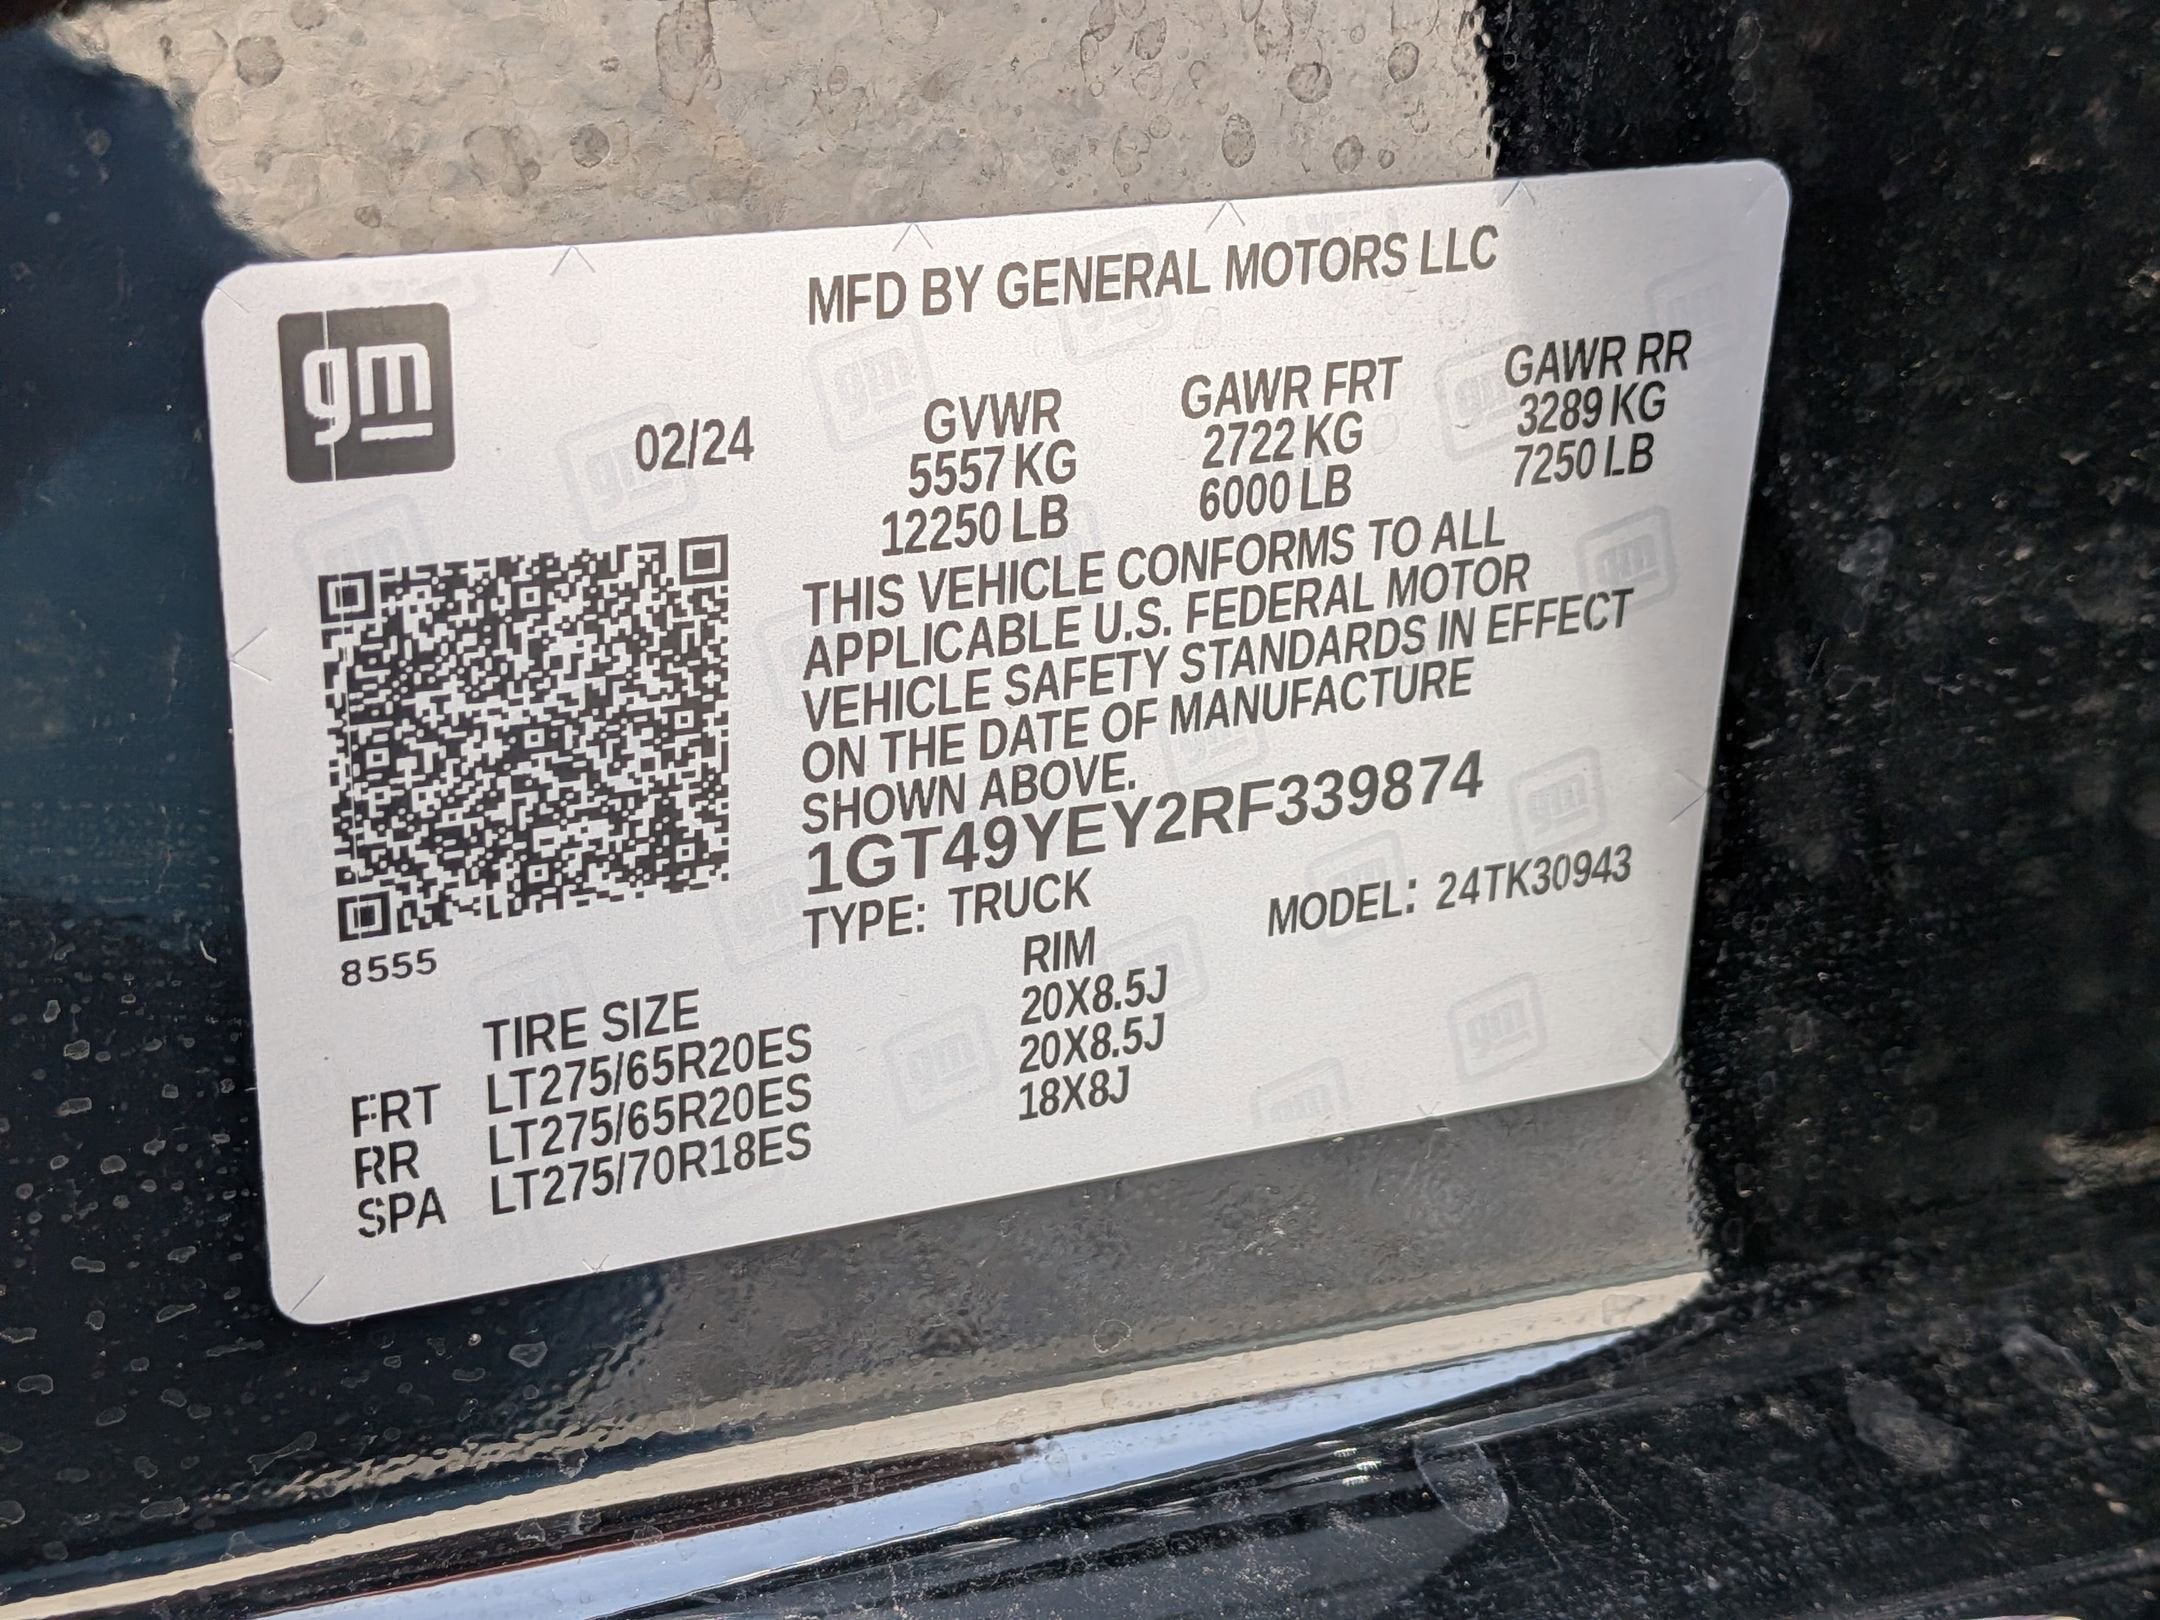 MFD BY GENERAL MOTORS LLC
gm
02/24
GVWR
5557 KG
12250 LB
GAWR FRT
2722 KG
6000 LB
GAWR RR
3289 KG
7250 LB
THIS VEHICLE CONFORMS TO ALL
APPLICABLE U.S. FEDERAL MOTOR
VEHICLE SAFETY STANDARDS IN EFFECT
ON THE DATE OF MANUFACTURE
SHOWN ABOVE.
1GT49YEY2RF339874
TYPE: TRUCK MODEL: 24TK30943
8555
TIRE SIZE RIM
FRT LT275/65R20ES 20X8.5J
RR LT275/65R20ES 20X8.5J
SPA LT275/70R18ES 18X8J